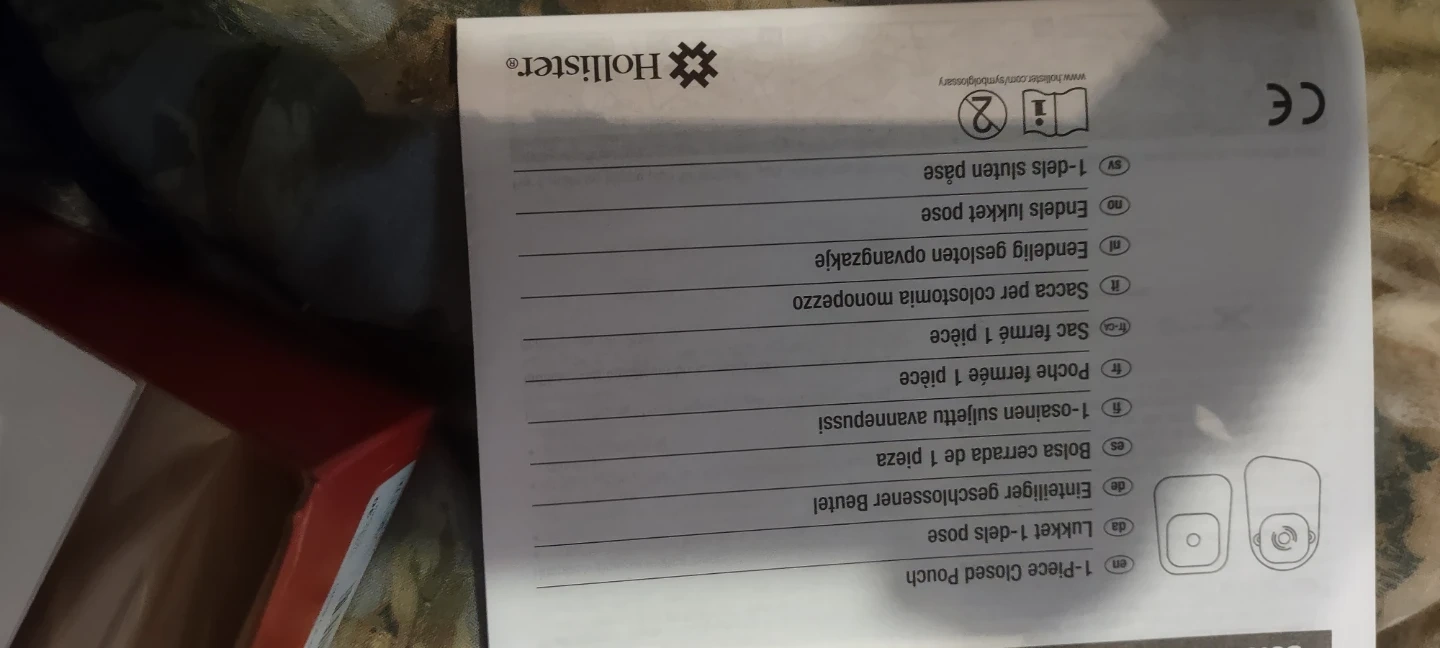 en 1-Piece Closed Pouch
da Lukket 1-dels pose
de Einteiliger geschlossener Beutel
es Bolsa cerrada de 1 pieza
fi 1-osainen suljettu avannepussi
fr Poche fermée 1 pièce
fr-CA Sac fermé 1 pièce
it Sacca per colostomia monopezzo
nl Eendelig gesloten opvangzakje
no Endels lukket pose
sv 1-dels sluten påse
i 2
www.hollister.com/symbolglossary
CE
Hollister®